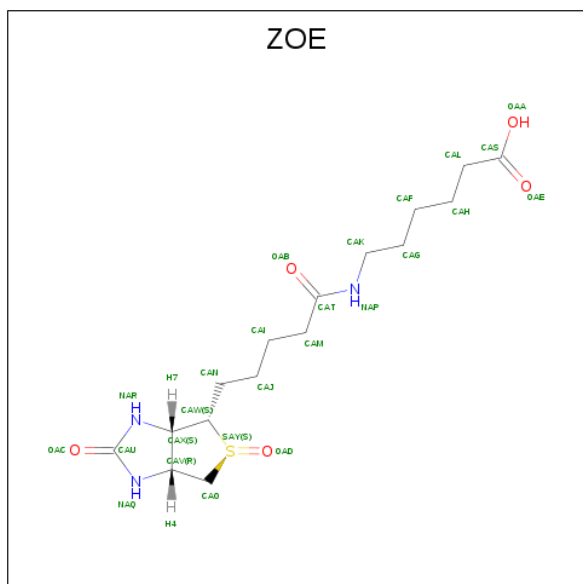 ZOE
OAA
OH
CAS
CAL
O
OAE
CAF
CAH
CAK
OAB
O
CAG
CAT
N
H
NAP
CAI
CAM
CAN
CAJ
NAR
H7
H
H
N
CAW(S)
SAY(S)
OAC
O
CAU
CAX(S)
S
O
OAD
CAV(R)
N
H
NAQ
CAO
H
H4